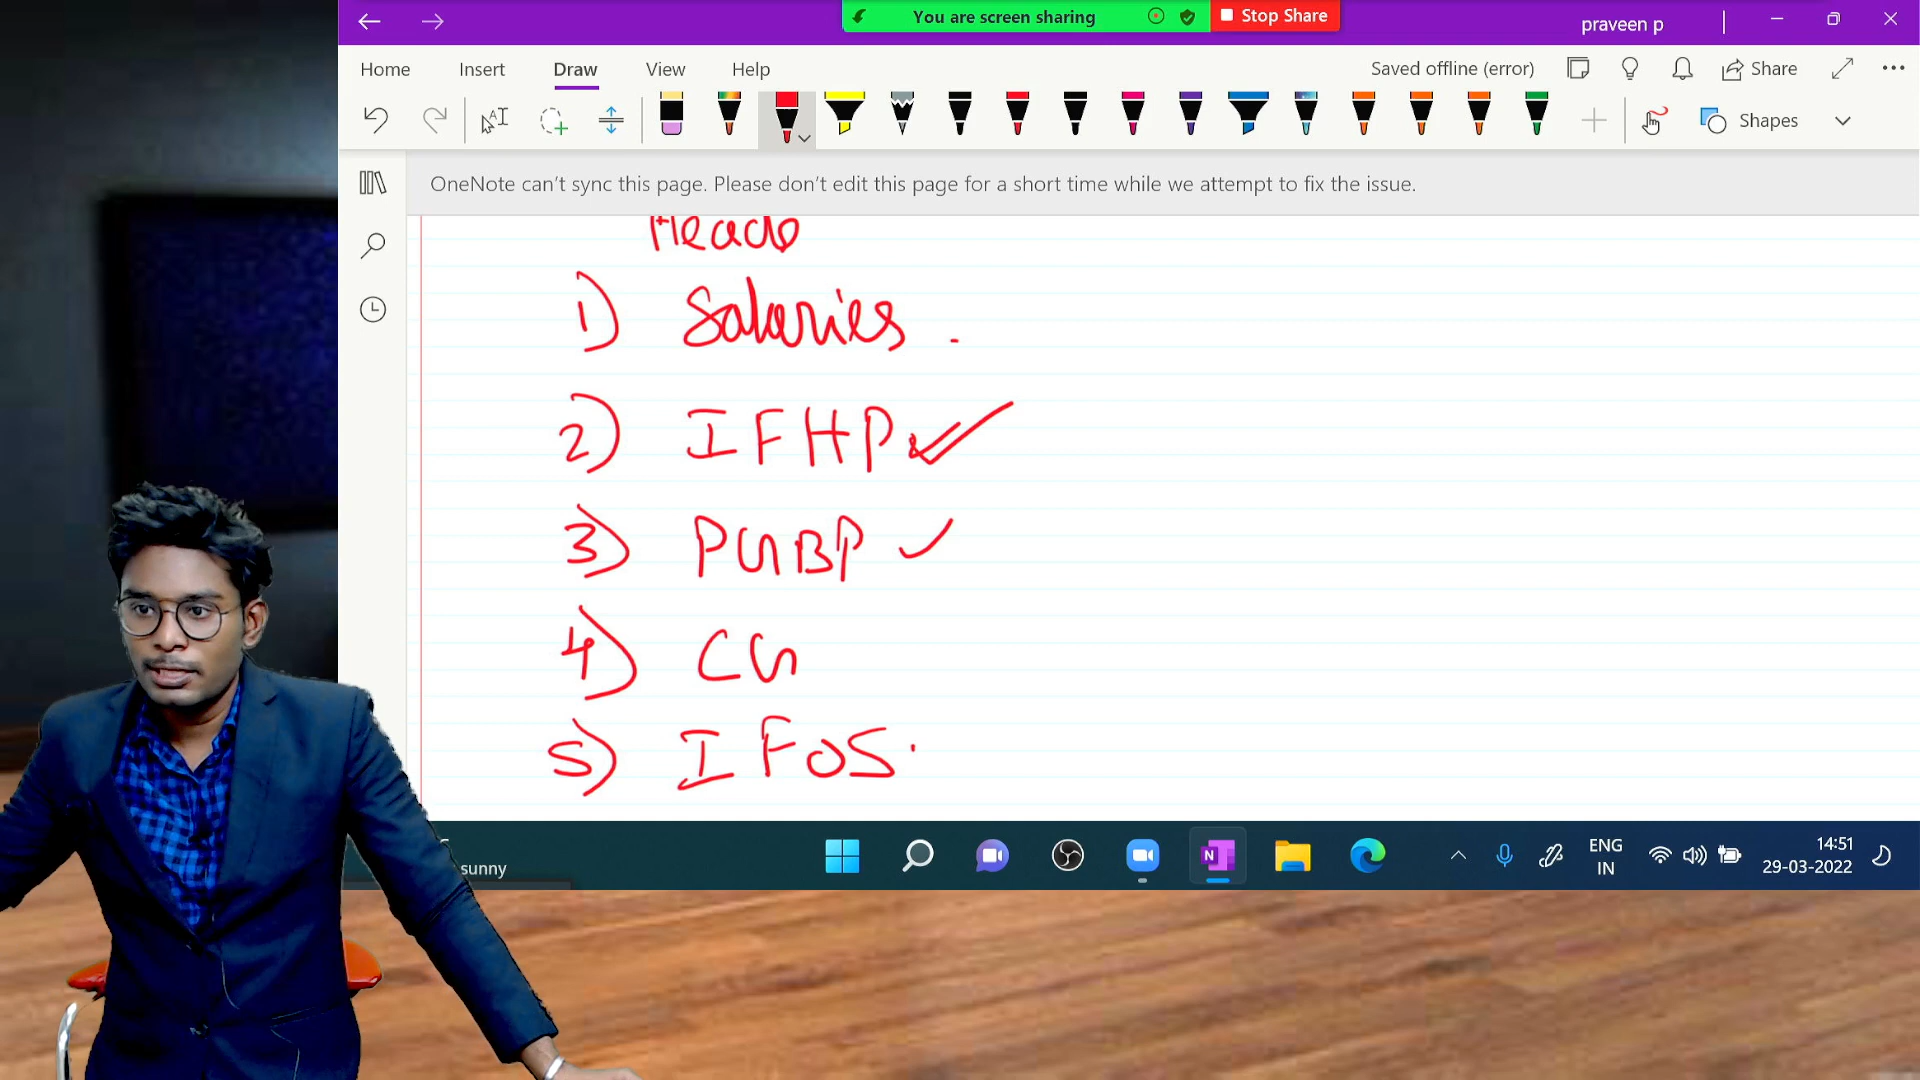 You are screen sharing Stop Share praveen p
Home Insert Draw View Help Saved offline (error) Share
Shapes
OneNote can't sync this page. Please don't edit this page for a short time while we attempt to fix the issue.
Heads
1) Salaries .
2) IFHP
3) PGBP
4) CG
5) IFOS.
sunny
ENG
IN
14:51
29-03-2022